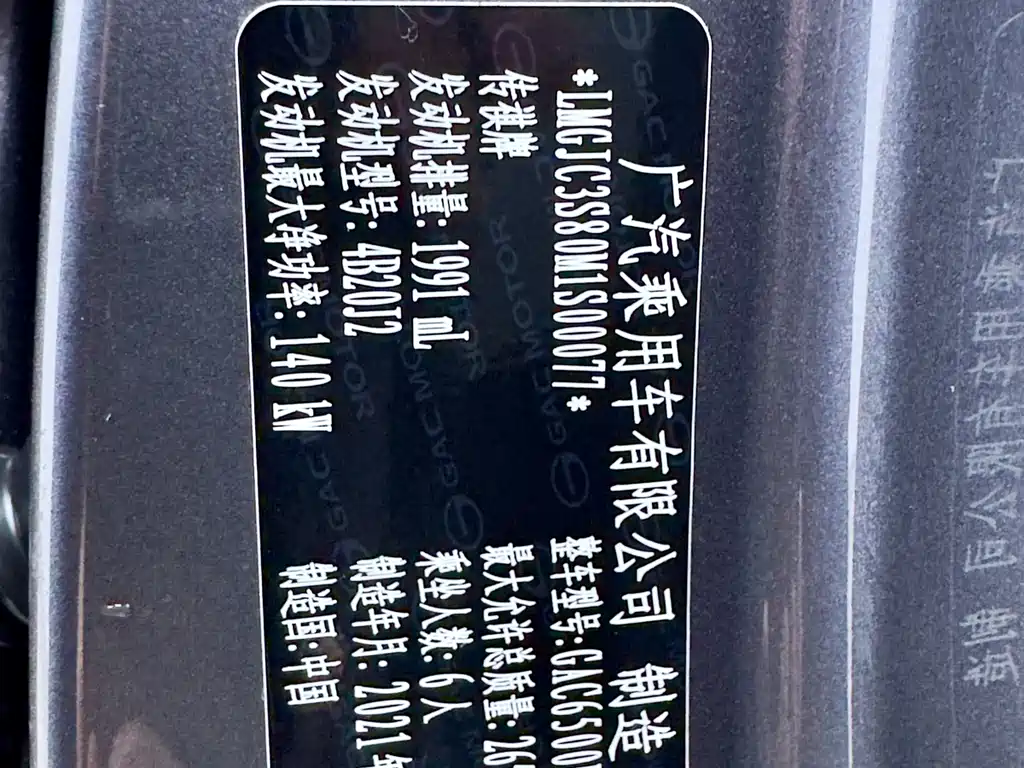 广汽乘用车有限公司 制造
*LMGJC3S80M1S00077*
整车型号:GAC6500
传祺牌
最大允许总质量: 26
发动机排量: 1991 mL
乘坐人数: 6人
发动机型号: 4B20J2
制造年月: 2021年
发动机最大净功率: 140 kW
制造国:中国
GAC MOTOR